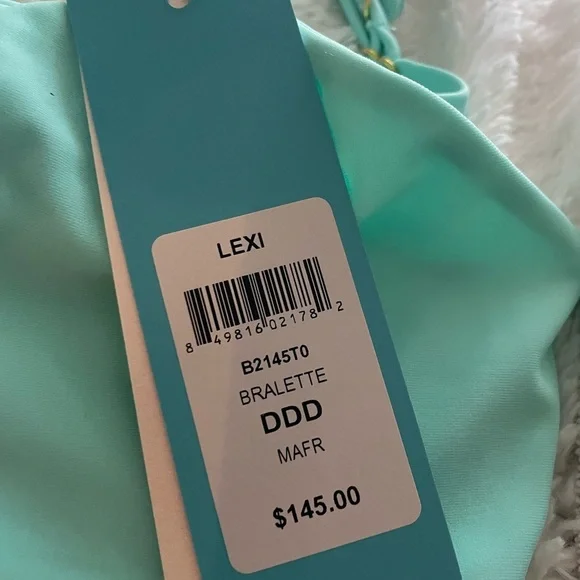 LEXI
8 49816 02178 2
B2145T0
BRALETTE
DDD
MAFR
$145.00